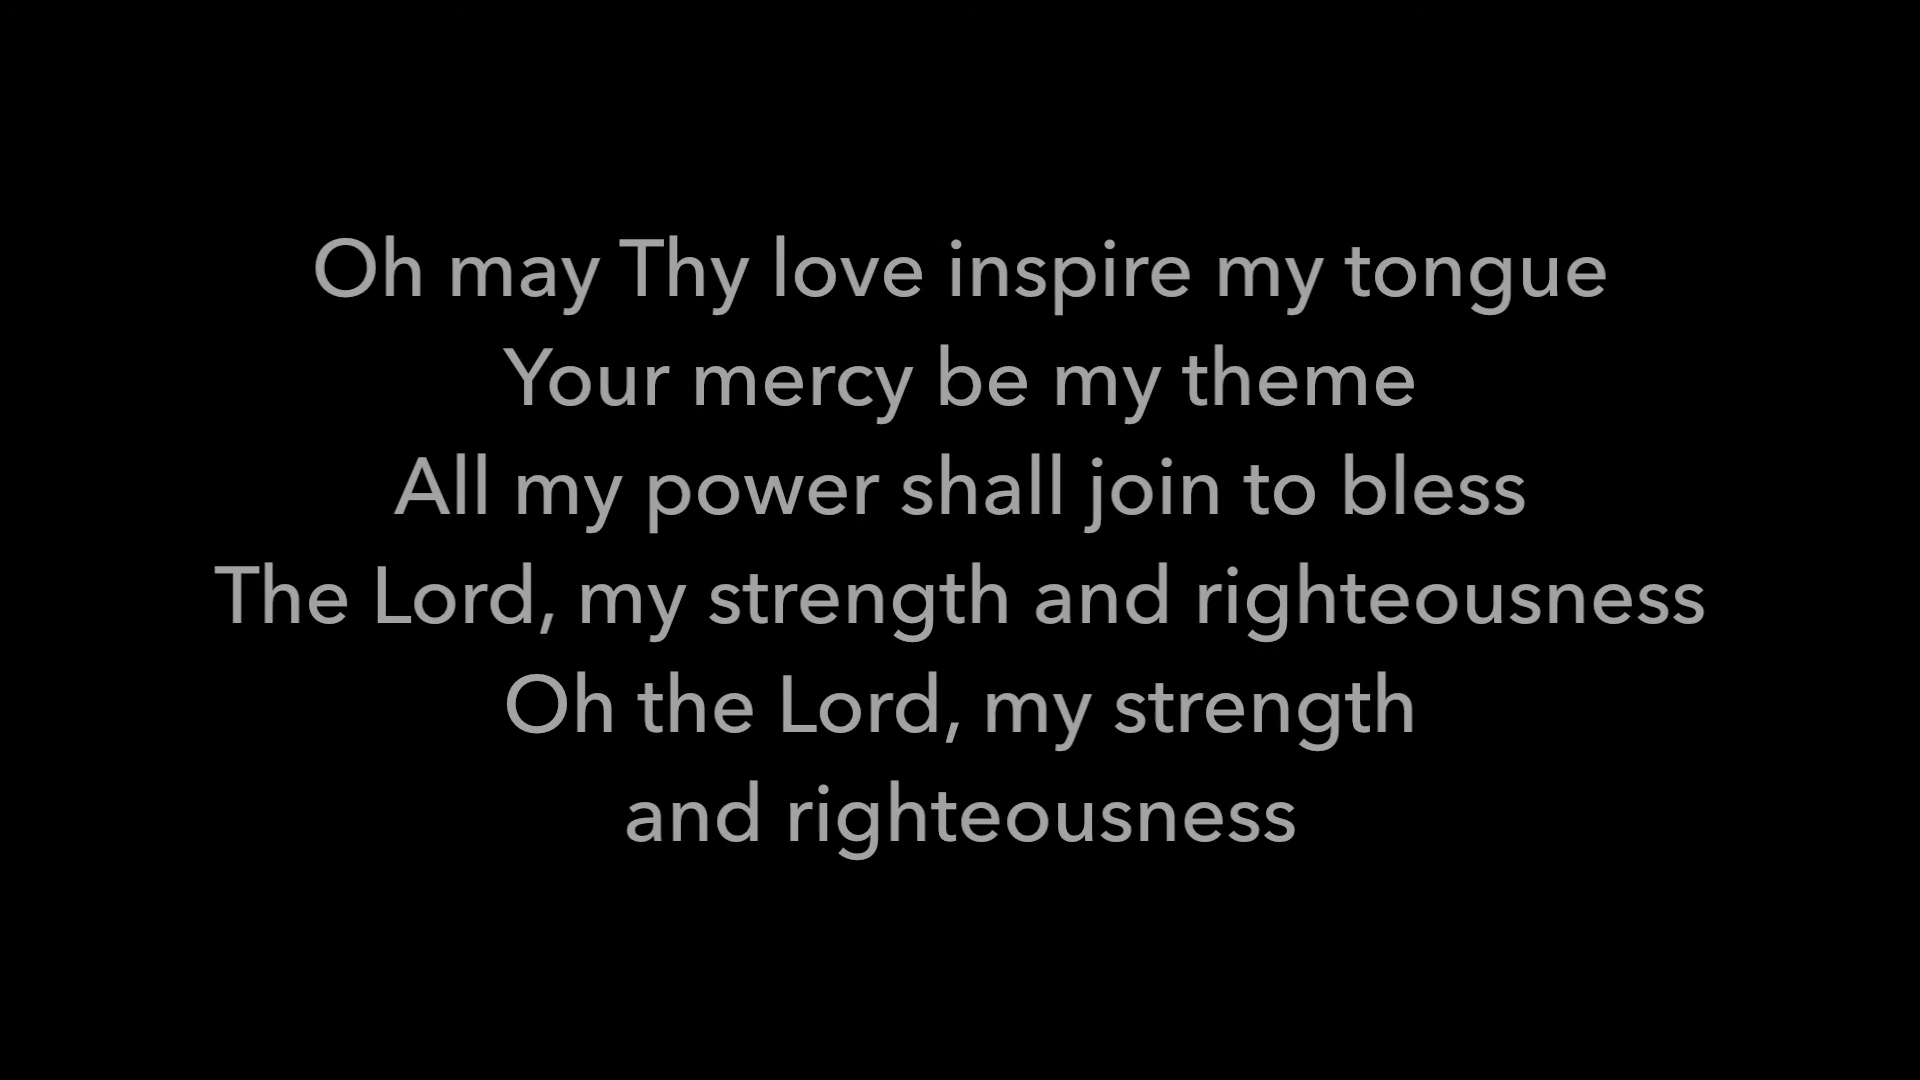 Oh may Thy love inspire my tongue
Your mercy be my theme
All my power shall join to bless
The Lord, my strength and righteousness
Oh the Lord, my strength
and righteousness